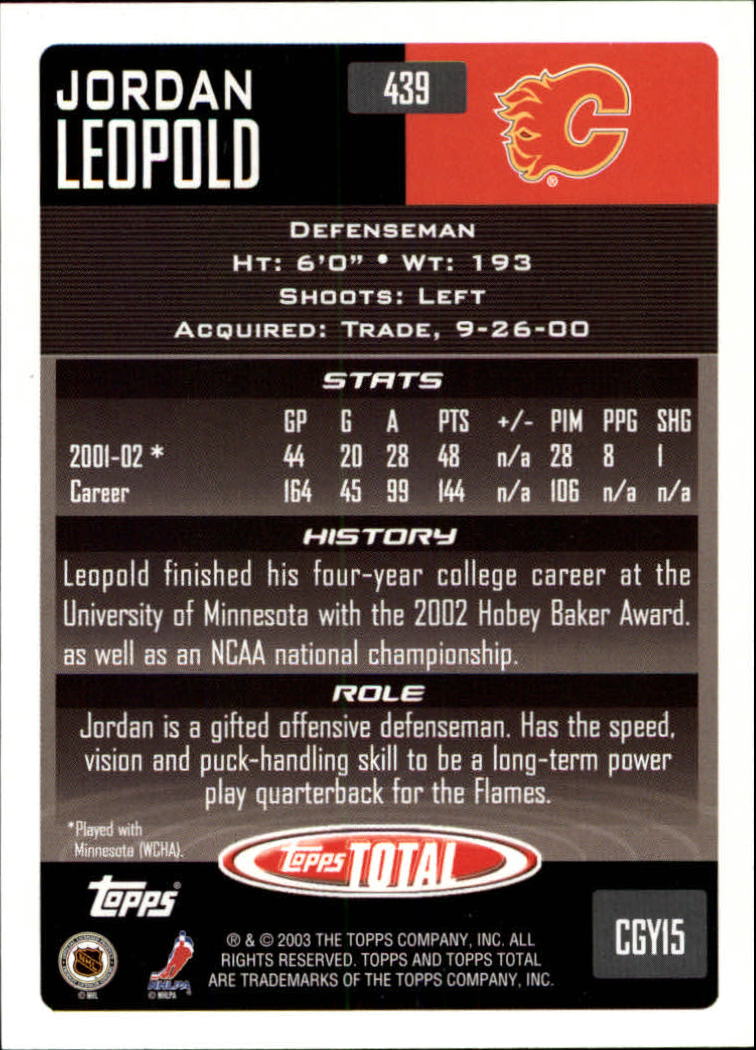 JORDAN
LEOPOLD
439
C
®
DEFENSEMAN
HT: 6'0" • WT: 193
SHOOTS: LEFT
ACQUIRED: TRADE, 9-26-00
STATS
GP G A PTS +/- PIM PPG SHG
2001-02 * 44 20 28 48 n/a 28 8 1
Career 164 45 99 144 n/a 106 n/a n/a
HISTORY
Leopold finished his four-year college career at the
University of Minnesota with the 2002 Hobey Baker Award.
as well as an NCAA national championship.
ROLE
Jordan is a gifted offensive defenseman. Has the speed,
vision and puck-handling skill to be a long-term power
play quarterback for the Flames.
*Played with
Minnesota (WCHA).
topps TOTAL
topps®
CGY15
® & © 2003 THE TOPPS COMPANY, INC. ALL
RIGHTS RESERVED. TOPPS AND TOPPS TOTAL
ARE TRADEMARKS OF THE TOPPS COMPANY, INC.
NHL
© NHL
NHLPA
© NHLPA